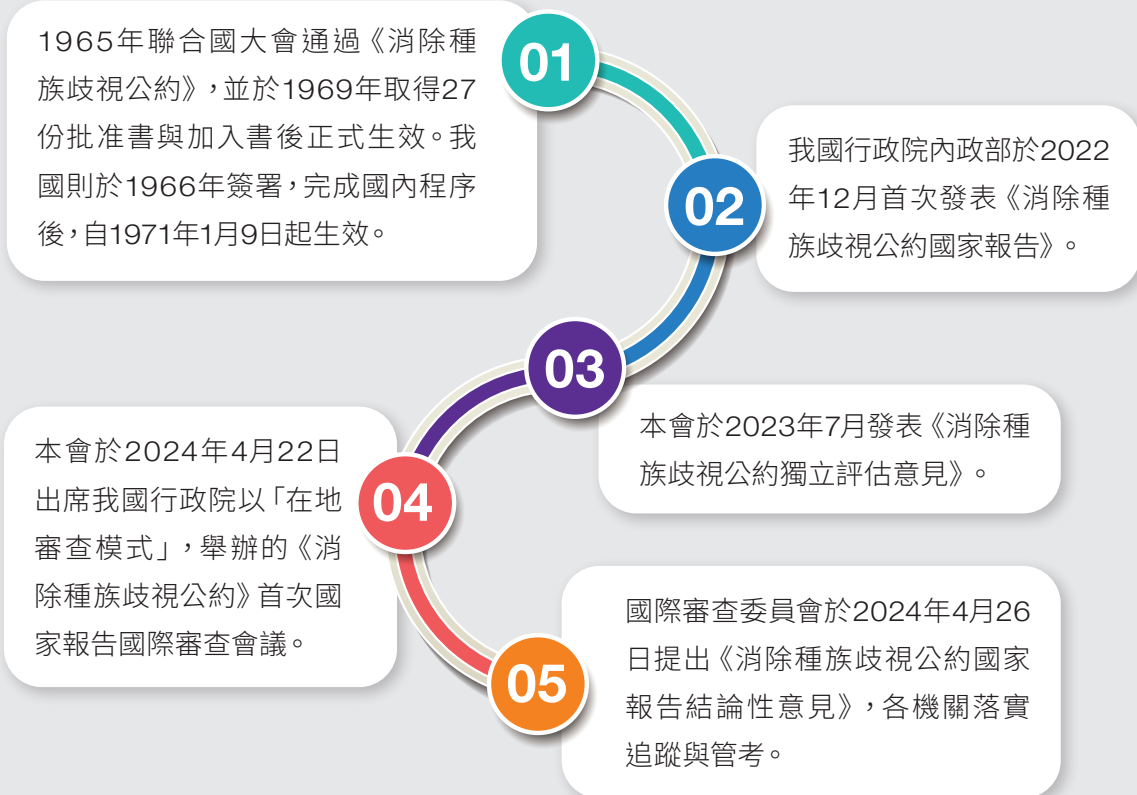 01
1965年聯合國大會通過《消除種
族歧視公約》，並於1969年取得27
份批准書與加入書後正式生效。我
國則於1966年簽署，完成國內程序
後，自1971年1月9日起生效。
02
我國行政院內政部於2022
年12月首次發表《消除種
族歧視公約國家報告》。
03
本會於2023年7月發表《消除種
族歧視公約獨立評估意見》。
04
本會於2024年4月22日
出席我國行政院以「在地
審查模式」，舉辦的《消
除種族歧視公約》首次國
家報告國際審查會議。
05
國際審查委員會於2024年4月26
日提出《消除種族歧視公約國家
報告結論性意見》，各機關落實
追蹤與管考。